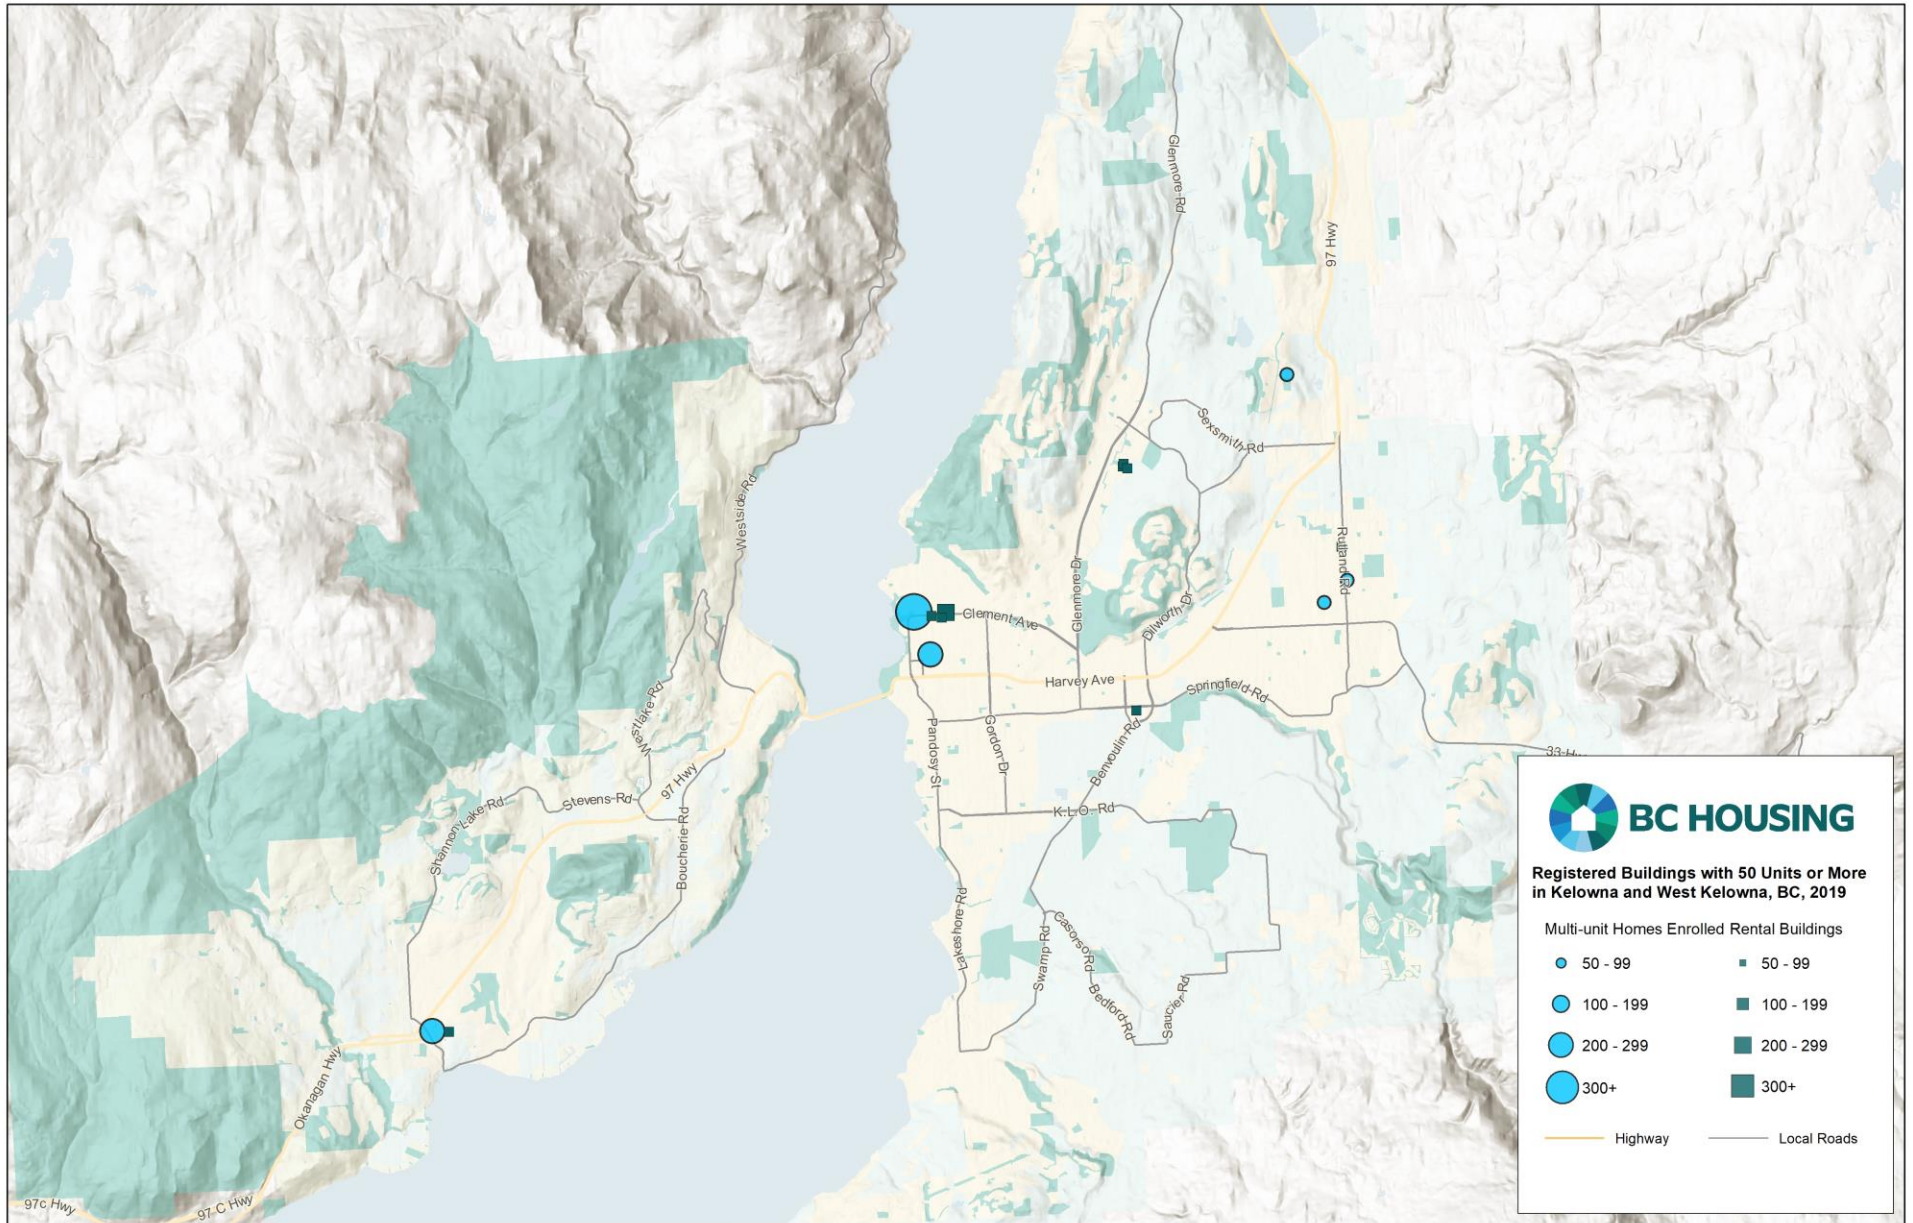 Glenmore Rd
97 Hwy
Sexsmith Rd
Westside Rd
Rutland Rd
Glenmore Dr
Clement Ave
Dilworth Dr
Harvey Ave
Springfield Rd
Westlake Rd
Pandosy St
Gordon Dr
Benvoulin Rd
33 Hwy
97 Hwy
Stevens Rd
Shannon Lake Rd
Boucherie Rd
K.L.O. Rd
Lakeshore Rd
Swamp Rd
Casorso Rd
Bedford Rd
Saucier Rd
Okanagan Hwy
97c Hwy
97 C Hwy
BC HOUSING
Registered Buildings with 50 Units or More
in Kelowna and West Kelowna, BC, 2019
Multi-unit Homes Enrolled Rental Buildings
50 - 99 50 - 99
100 - 199 100 - 199
200 - 299 200 - 299
300+ 300+
Highway Local Roads